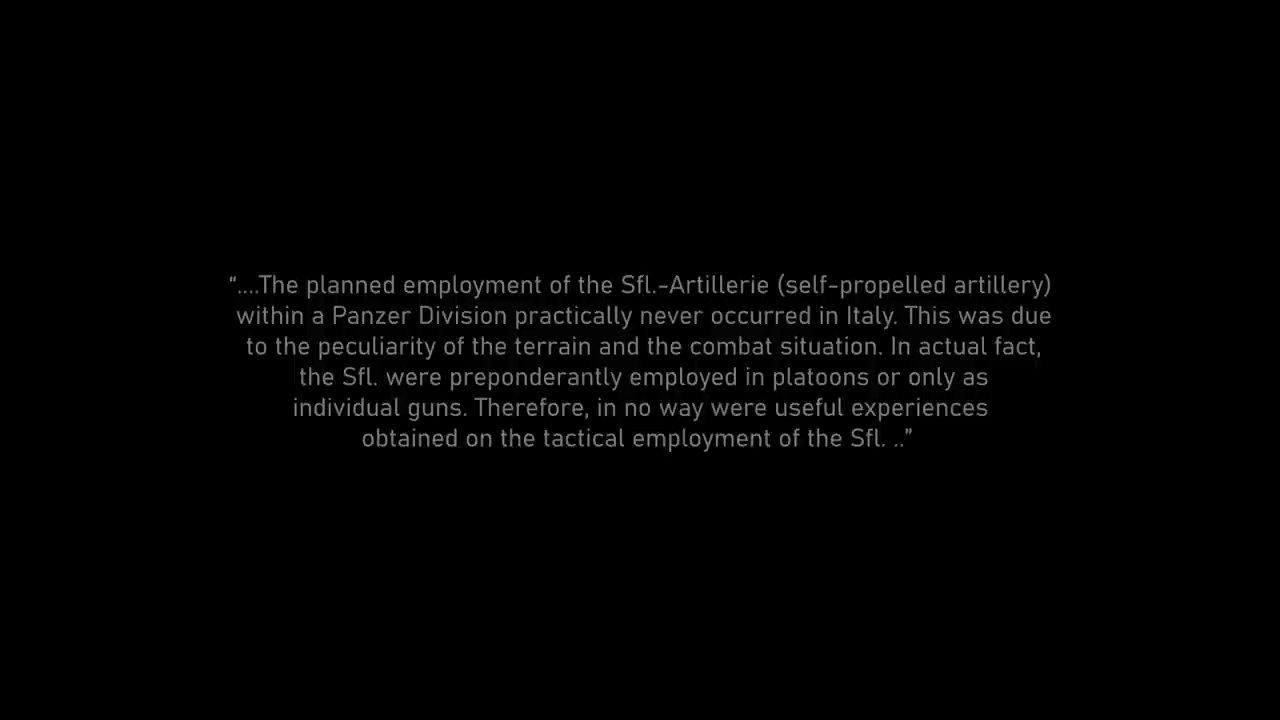 “....The planned employment of the Sfl.-Artillerie (self-propelled artillery)
within a Panzer Division practically never occurred in Italy. This was due
to the peculiarity of the terrain and the combat situation. In actual fact,
the Sfl. were preponderantly employed in platoons or only as
individual guns. Therefore, in no way were useful experiences
obtained on the tactical employment of the Sfl. ..”